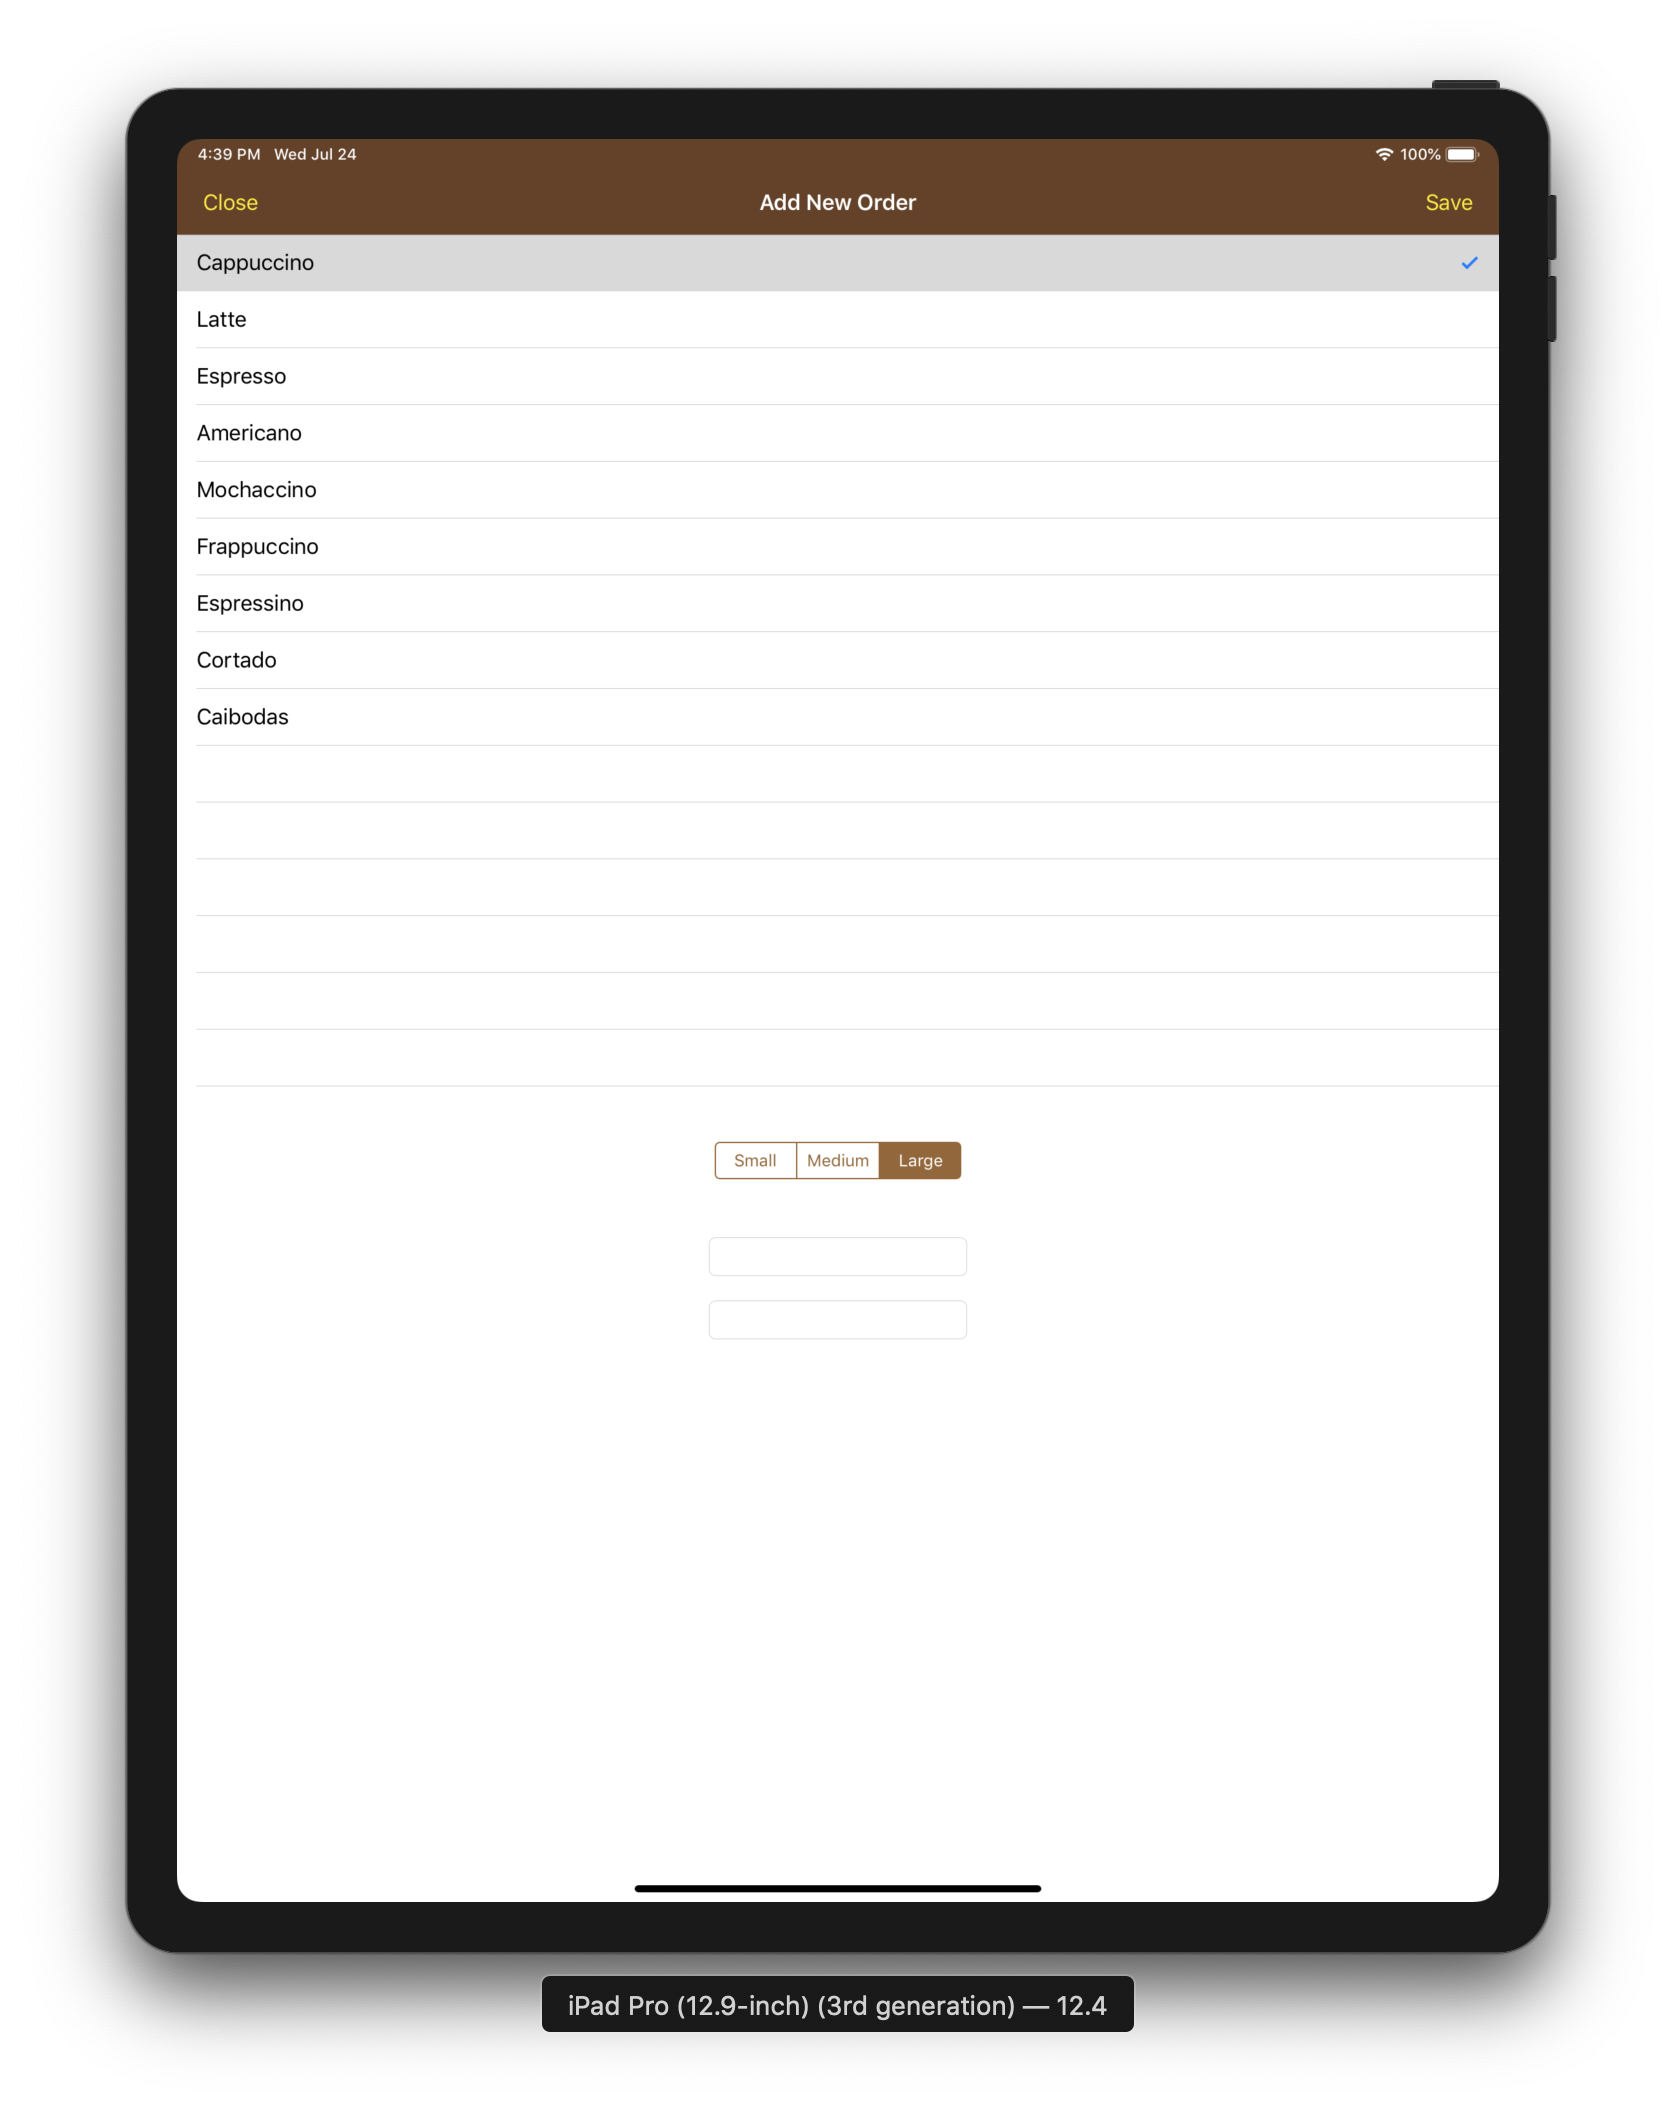 4:39 PM Wed Jul 24 100%
Close Add New Order Save
Cappuccino
Latte
Espresso
Americano
Mochaccino
Frappuccino
Espressino
Cortado
Caibodas
Small Medium Large
iPad Pro (12.9-inch) (3rd generation) — 12.4